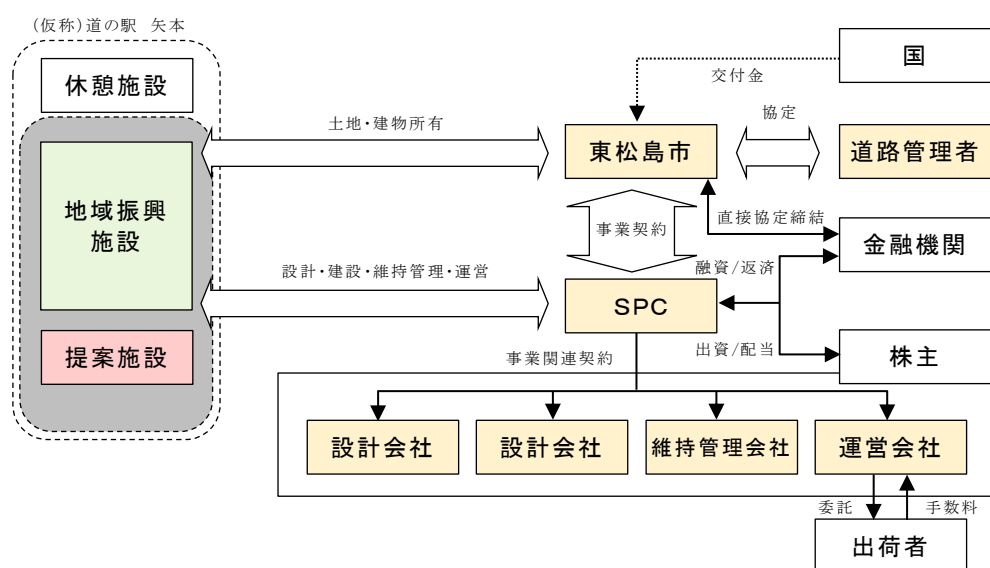 (仮称)道の駅 矢本
休憩施設
地域振興
施設
提案施設
土地・建物所有
設計・建設・維持管理・運営
国
交付金
協定
東松島市
道路管理者
事業契約
直接協定締結
金融機関
融資/返済
SPC
出資/配当
株主
事業関連契約
設計会社
設計会社
維持管理会社
運営会社
委託
手数料
出荷者